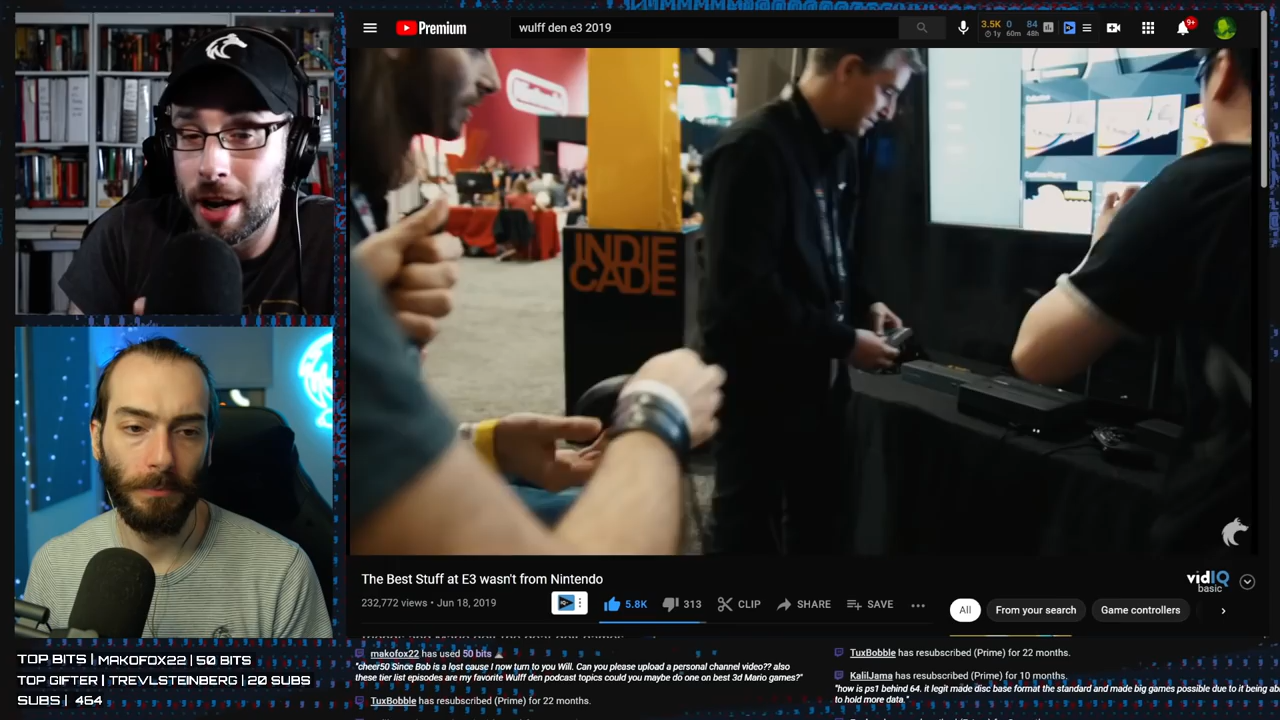 Premium
wulff den e3 2019
3.5K 0 84
1y 60m 48h
9+
Nintendo
INDIE
CADE
The Best Stuff at E3 wasn't from Nintendo
232,772 views • Jun 18, 2019
5.8K 313 CLIP SHARE SAVE
vidIQ
basic
All From your search Game controllers
TOP BITS | MAKOFOX22 | 50 BITS
TOP GIFTER | TREVLSTEINBERG | 20 SUBS
SUBS | 464
makofox22 has used 50 bits
"cheer50 Since Bob is a lost cause I now turn to you Will. Can you please upload a personal channel video?? also
these tier list episodes are my favorite Wulff den podcast topics could you maybe do one on best 3d Mario games?"
TuxBobble has resubscribed (Prime) for 22 months.
TuxBobble has resubscribed (Prime) for 22 months.
KalilJama has resubscribed (Prime) for 10 months.
"how is ps1 behind 64. it legit made disc base format the standard and made big games possible due to it being ab
to hold more data."